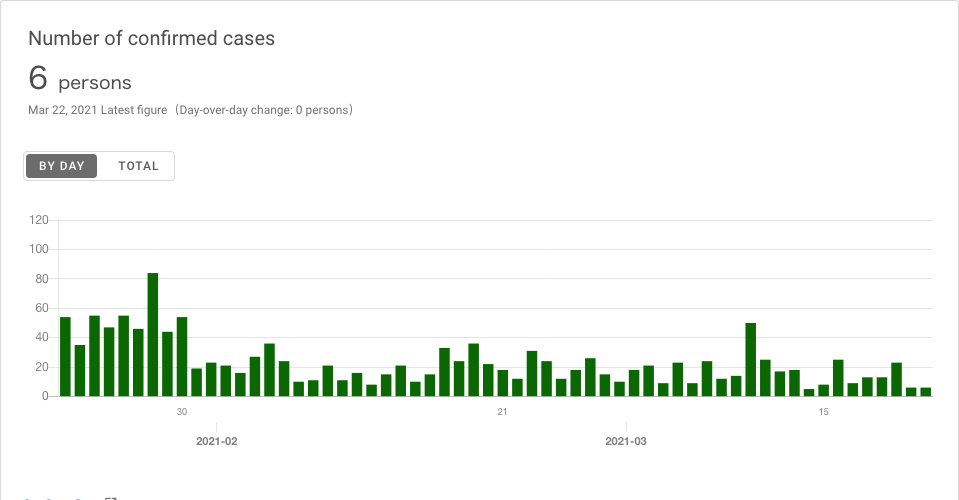 Number of confirmed cases
6 persons
Mar 22, 2021 Latest figure (Day-over-day change: 0 persons)
BY DAY TOTAL
120
100
80
60
40
20
0
30 21 15
2021-02 2021-03